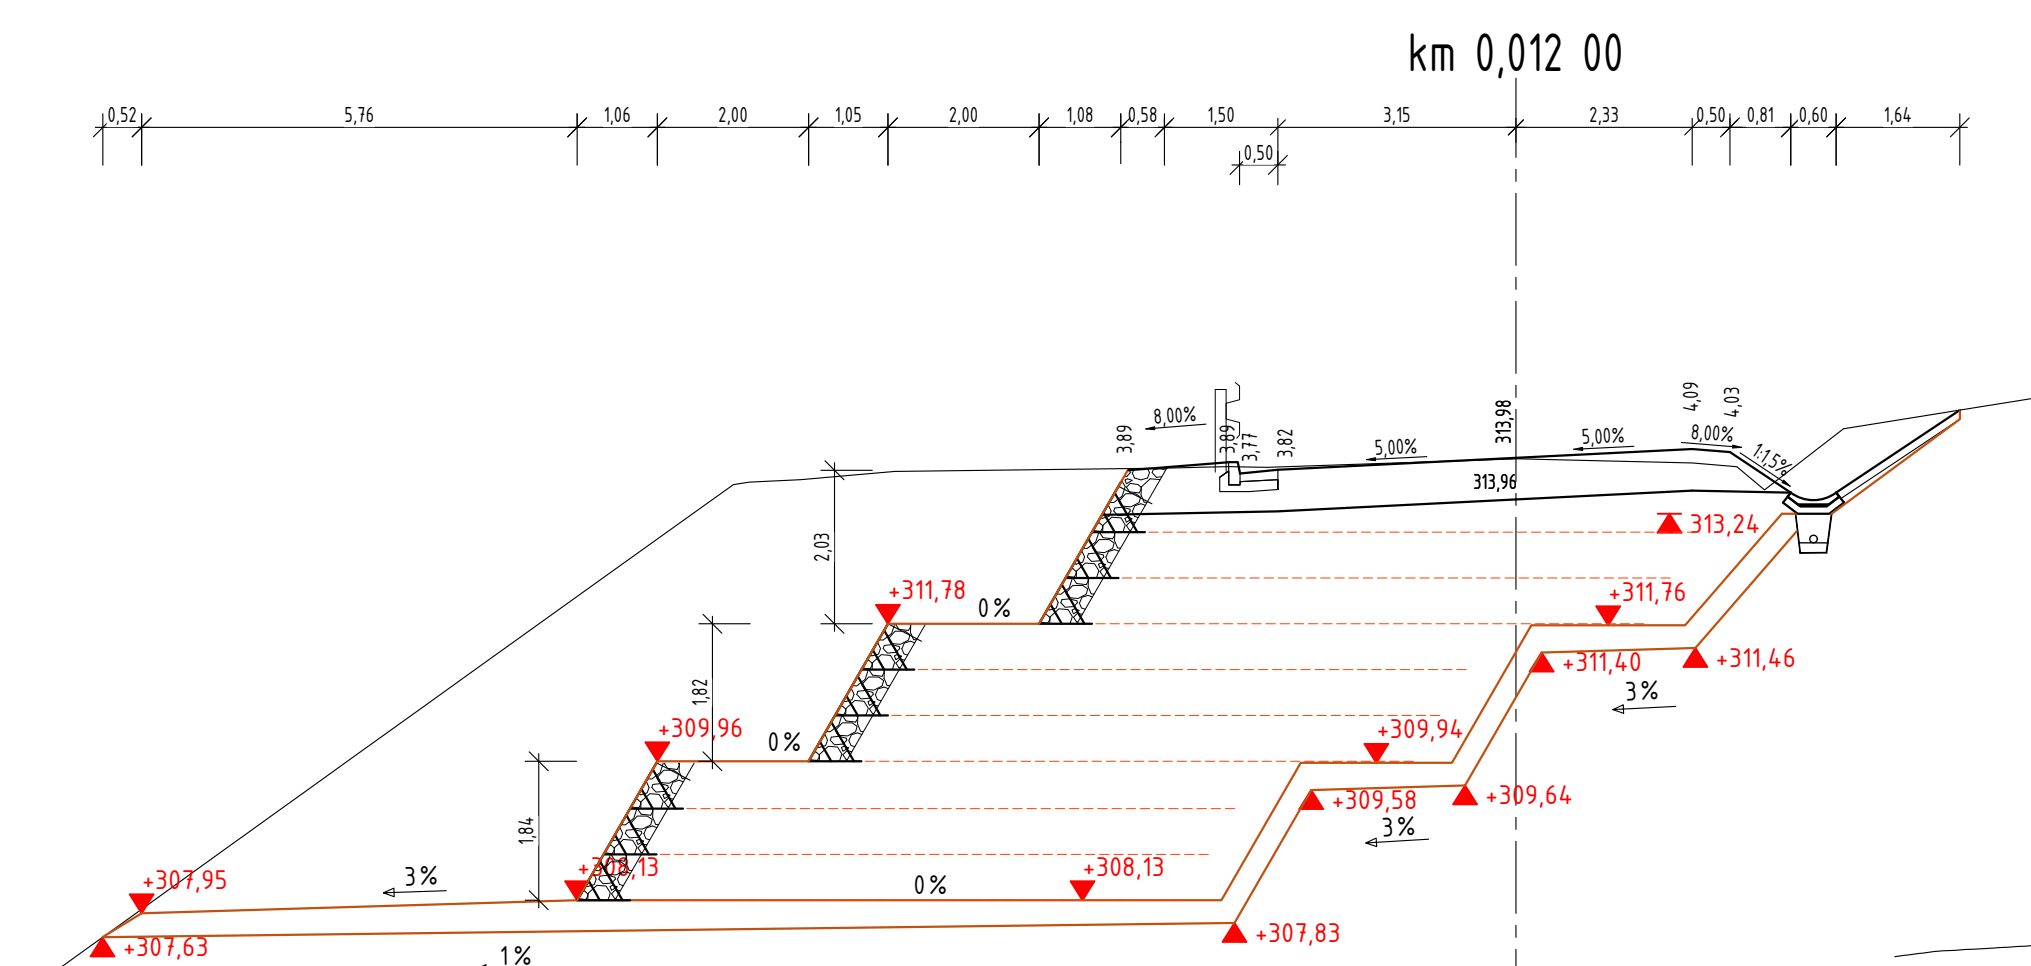 km 0,012 00
0,52 5,76 1,06 2,00 1,05 2,00 1,08 0,58 1,50 3,15 2,33 0,50 0,81 0,60 1,64
0,50
3,89 8,00% 3,89 3,77 3,82 5,00% 313,98 5,00% 4,09 8,00% 4,03 1:1,5%
313,96
313,24
2,03
+311,78 0% +311,76
+311,40 +311,46
3%
1,82
+309,96 0% +309,94
+309,58 +309,64
3%
1,84
+308,13 +308,13
+307,95 3% 0%
+307,63 +307,83
1%